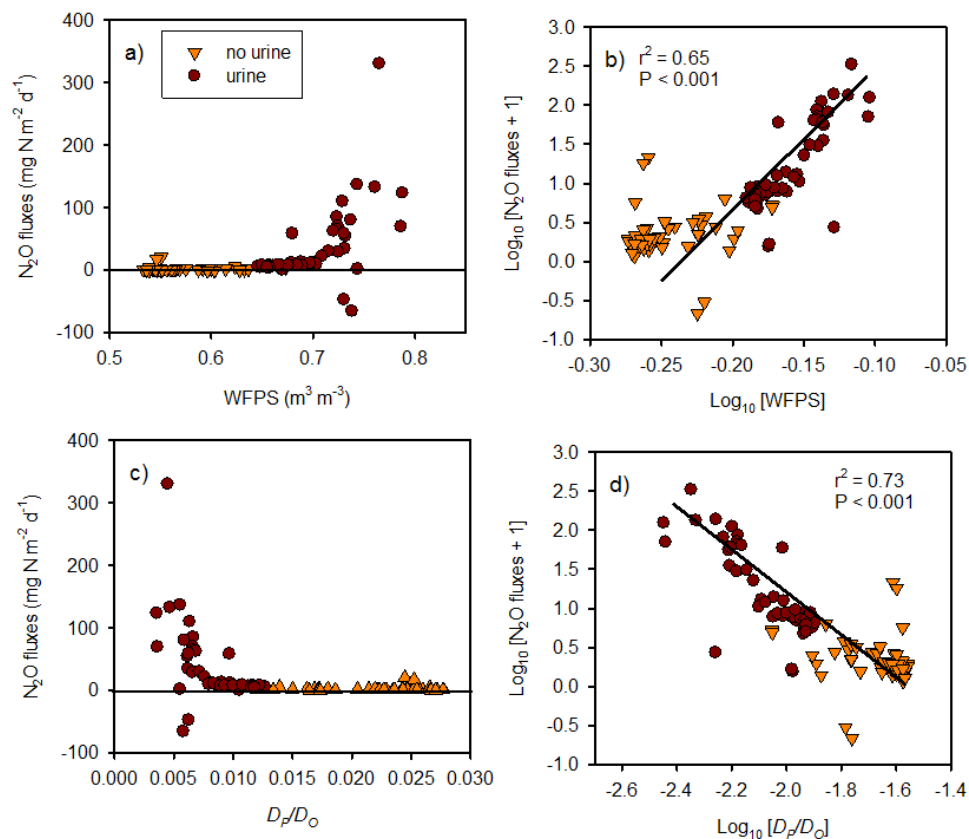 a)
no urine
urine
N₂O fluxes (mg N m⁻² d⁻¹)
400
300
200
100
0
-100
0.5 0.6 0.7 0.8
WFPS (m³ m⁻³)
b)
r² = 0.65
P < 0.001
Log₁₀ [N₂O fluxes + 1]
3.0
2.5
2.0
1.5
1.0
0.5
0.0
-0.5
-1.0
-0.30 -0.25 -0.20 -0.15 -0.10 -0.05
Log₁₀ [WFPS]
c)
N₂O fluxes (mg N m⁻² d⁻¹)
400
300
200
100
0
-100
0.000 0.005 0.010 0.015 0.020 0.025 0.030
D_P/D_O
d)
r² = 0.73
P < 0.001
Log₁₀ [N₂O fluxes + 1]
3.0
2.5
2.0
1.5
1.0
0.5
0.0
-0.5
-1.0
-2.6 -2.4 -2.2 -2.0 -1.8 -1.6 -1.4
Log₁₀ [D_P/D_O]